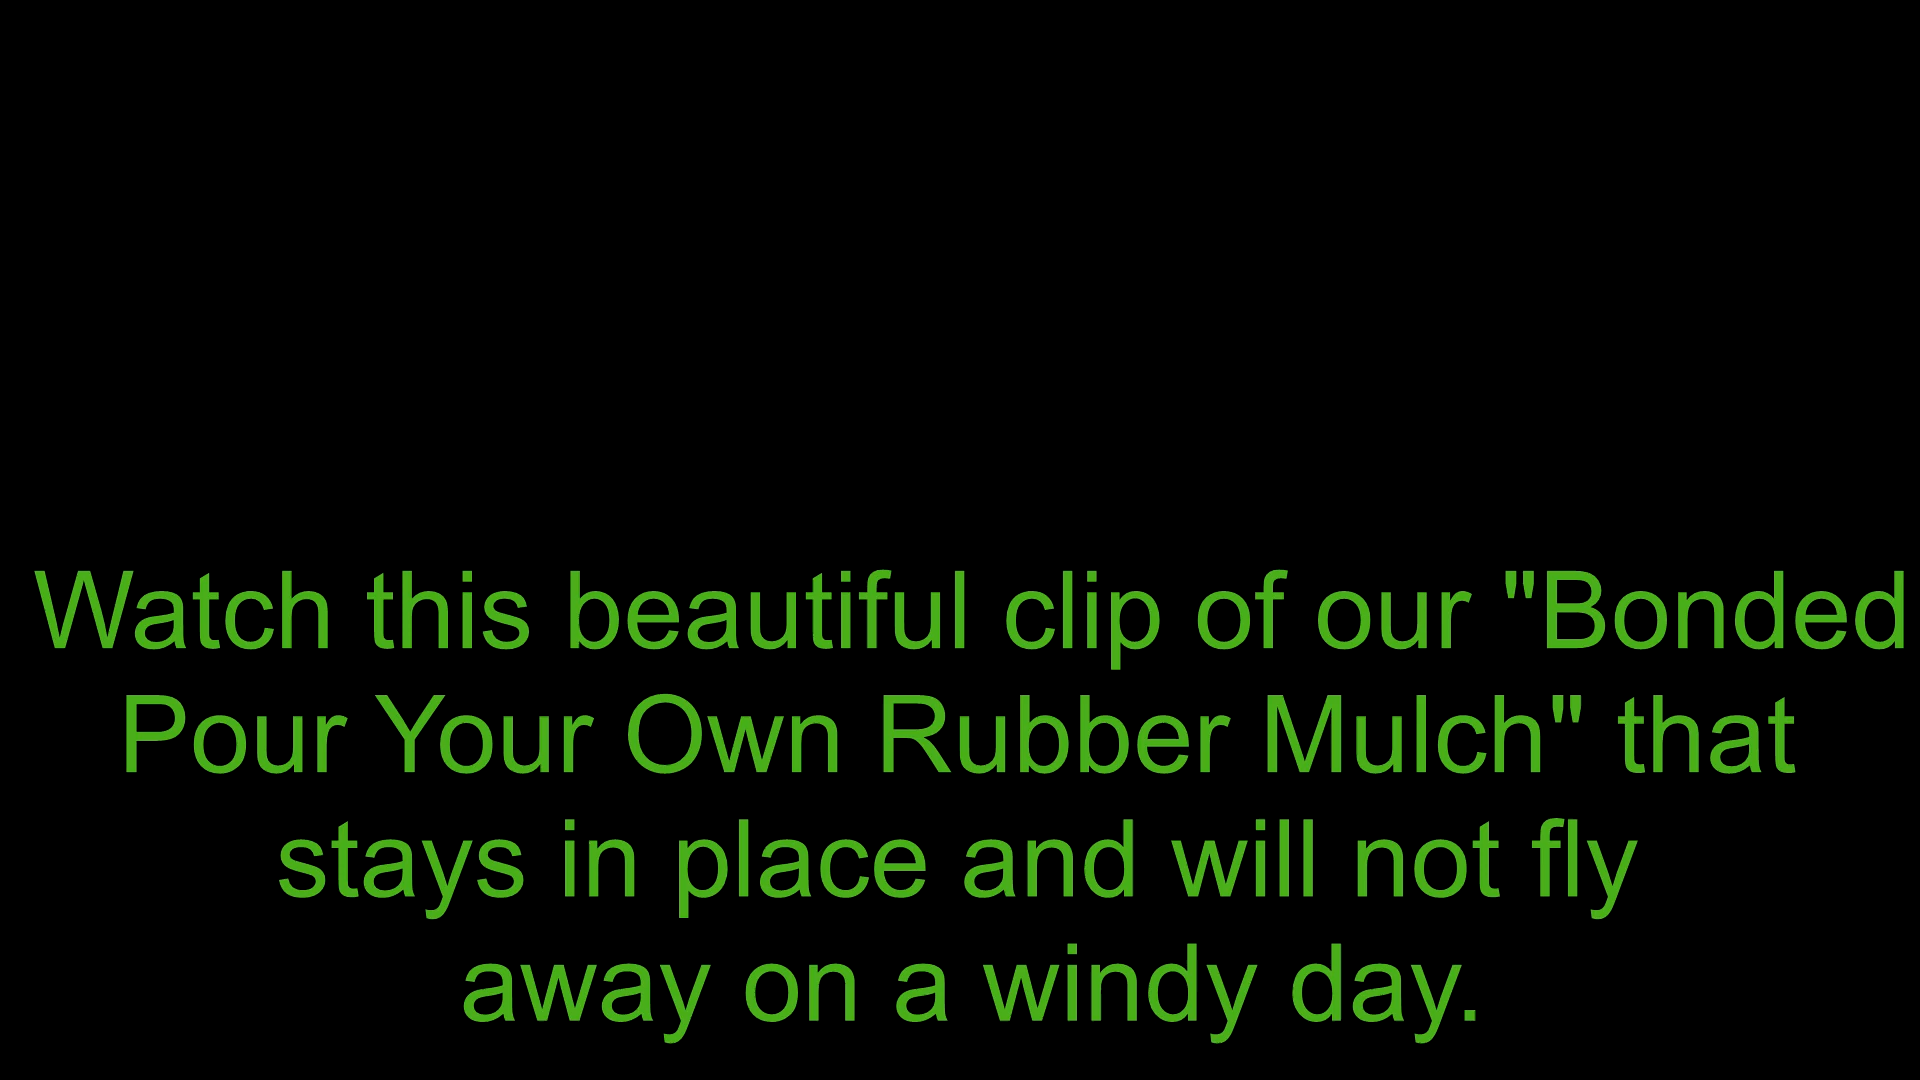 Watch this beautiful clip of our "Bonded
Pour Your Own Rubber Mulch" that
stays in place and will not fly
away on a windy day.